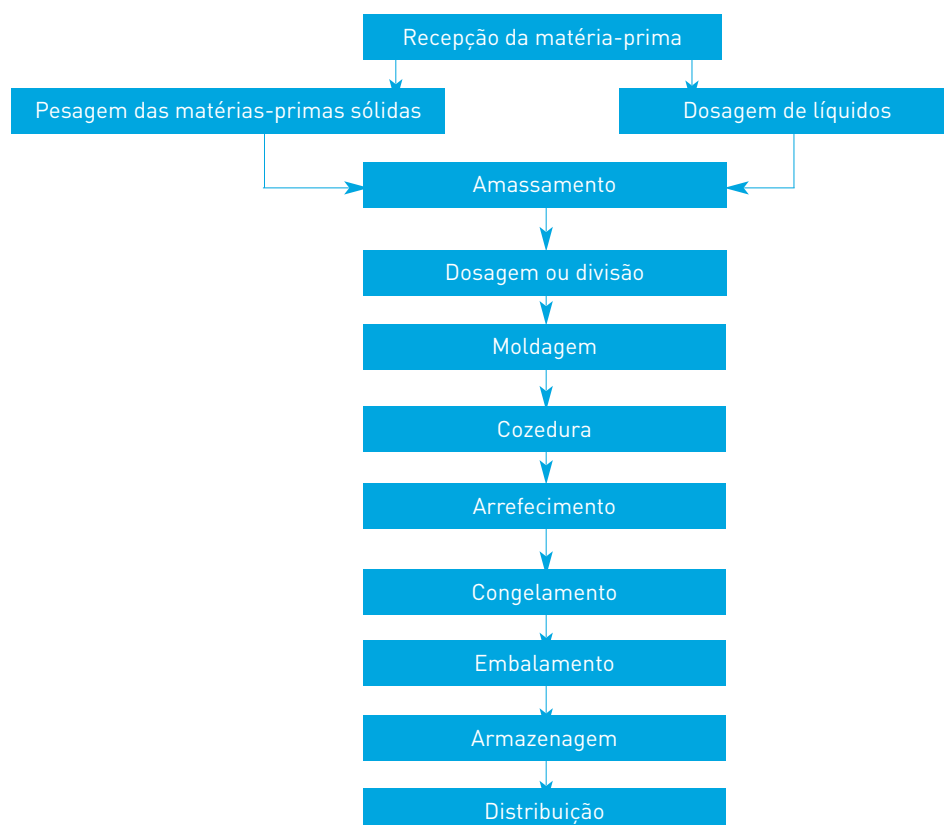 Recepção da matéria-prima
Pesagem das matérias-primas sólidas
Dosagem de líquidos
Amassamento
Dosagem ou divisão
Moldagem
Cozedura
Arrefecimento
Congelamento
Embalamento
Armazenagem
Distribuição